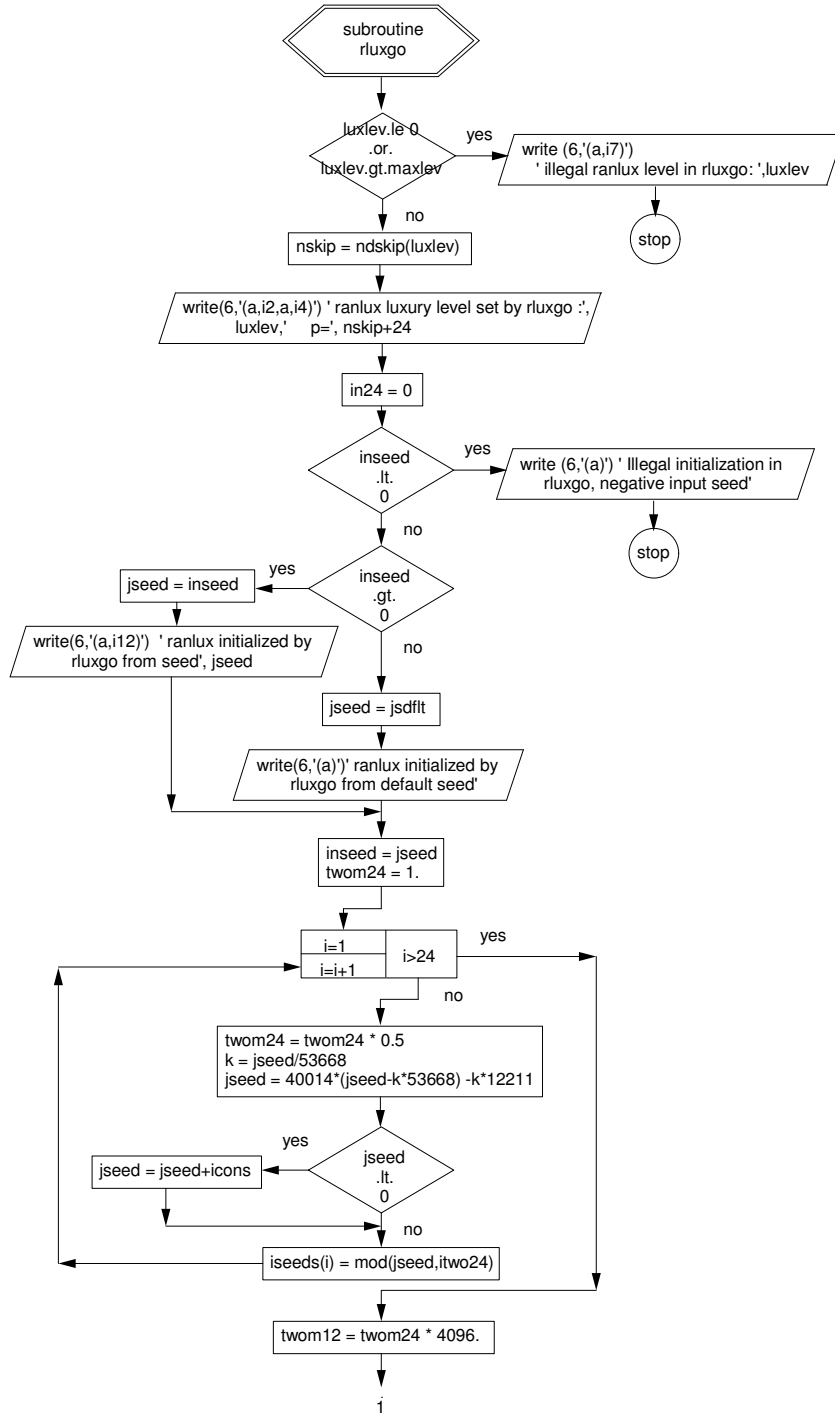 subroutine
rluxgo
luxlev.le 0
.or.
luxlev.gt.maxlev
yes
write (6,'(a,i7)')
' illegal ranlux level in rluxgo: ',luxlev
no
stop
nskip = ndskip(luxlev)
write(6,'(a,i2,a,i4)') ' ranlux luxury level set by rluxgo :',
luxlev,' p=', nskip+24
in24 = 0
inseed
.lt.
0
yes
write (6,'(a)') ' Illegal initialization in
rluxgo, negative input seed'
no
stop
inseed
.gt.
0
yes
jseed = inseed
write(6,'(a,i12)') ' ranlux initialized by
rluxgo from seed', jseed
no
jseed = jsdflt
write(6,'(a)')' ranlux initialized by
rluxgo from default seed'
inseed = jseed
twom24 = 1.
i=1
i=i+1
i>24
yes
no
twom24 = twom24 * 0.5
k = jseed/53668
jseed = 40014*(jseed-k*53668) -k*12211
jseed
.lt.
0
yes
jseed = jseed+icons
no
iseeds(i) = mod(jseed,itwo24)
twom12 = twom24 * 4096.
1